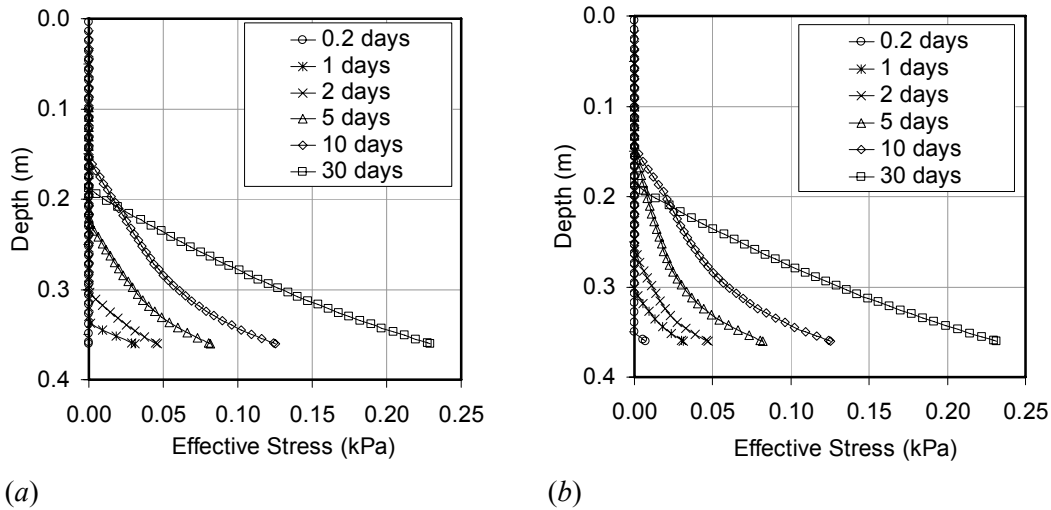 0.0
0.1
0.2
0.3
0.4
Depth (m)
0.00 0.05 0.10 0.15 0.20 0.25
Effective Stress (kPa)
0.2 days
1 days
2 days
5 days
10 days
30 days
(a)
0.0
0.1
0.2
0.3
0.4
Depth (m)
0.00 0.05 0.10 0.15 0.20 0.25
Effective Stress (kPa)
0.2 days
1 days
2 days
5 days
10 days
30 days
(b)